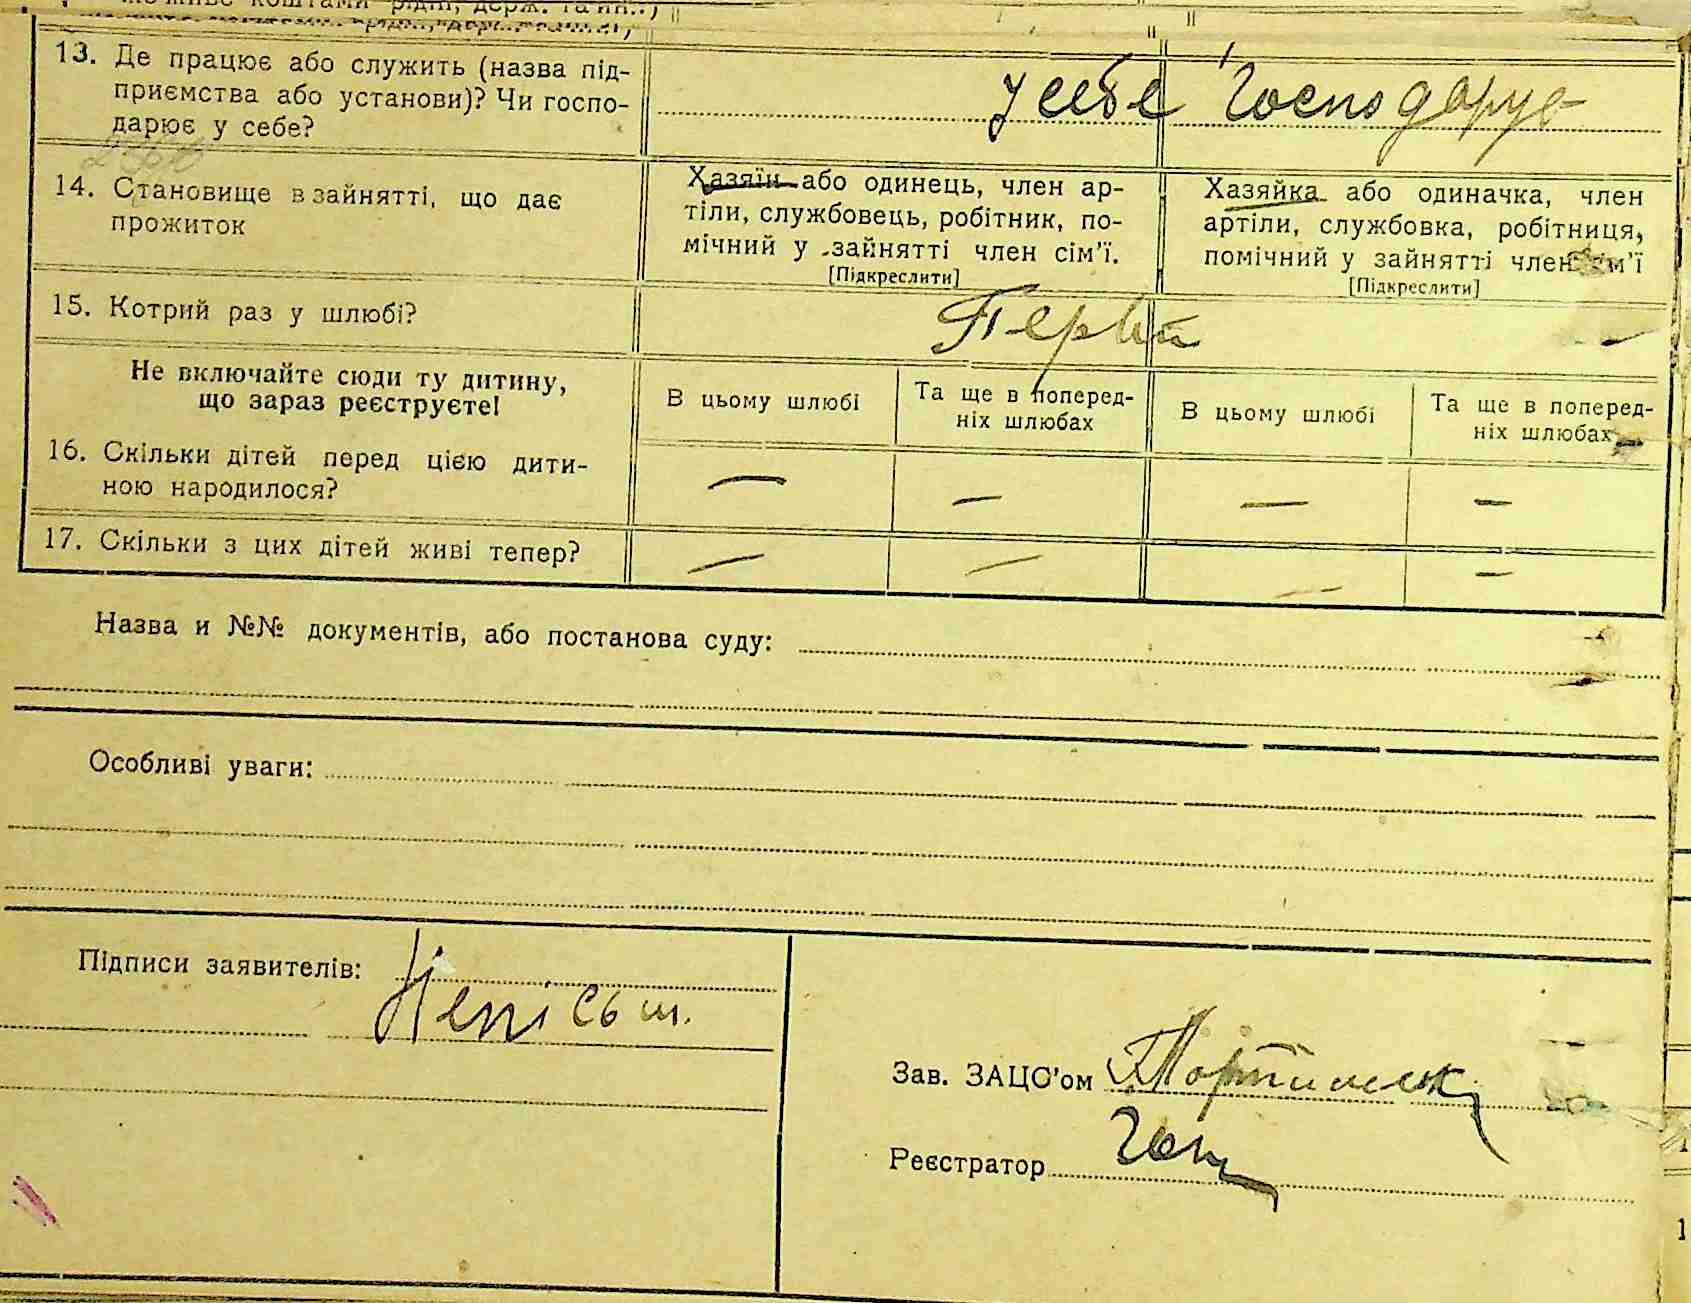 13. Де працює або служить (назва під-
приємства або установи)? Чи госпо-
дарює у себе?
у себе господарує
14. Становище в зайнятті, що дає
прожиток
Хазяїн або одинець, член ар-
тіли, службовець, робітник, по-
мічний у зайнятті член сім'ї.
[Підкреслити]
Хазяйка або одиначка, член
артіли, службовка, робітниця,
помічний у зайнятті член сім'ї
[Підкреслити]
15. Котрий раз у шлюбі?
Первий
Не включайте сюди ту дитину,
що зараз реєструєте!
В цьому шлюбі
Та ще в поперед-
ніх шлюбах
В цьому шлюбі
Та ще в поперед-
ніх шлюбах
16. Скільки дітей перед цією дити-
ною народилося?
— — — —
17. Скільки з цих дітей живі тепер?
— — — —
Назва и №№ документів, або постанова суду:
Особливі уваги:
Підписи заявителів:
Неписьм.
Зав. ЗАЦС'ом
Реєстратор